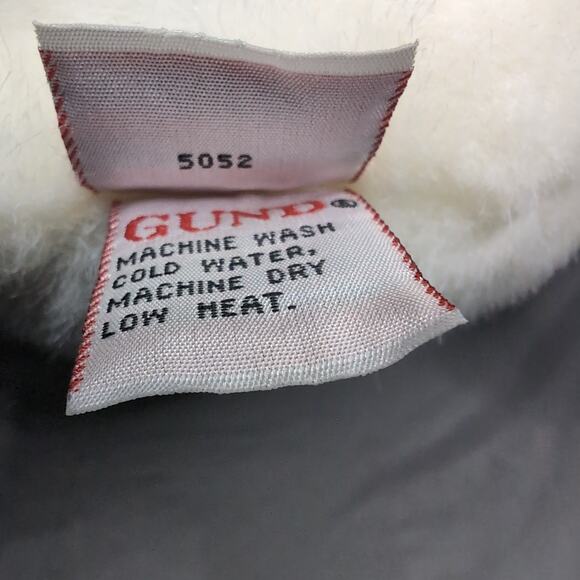 5052
GUND®
MACHINE WASH
COLD WATER,
MACHINE DRY
LOW HEAT.